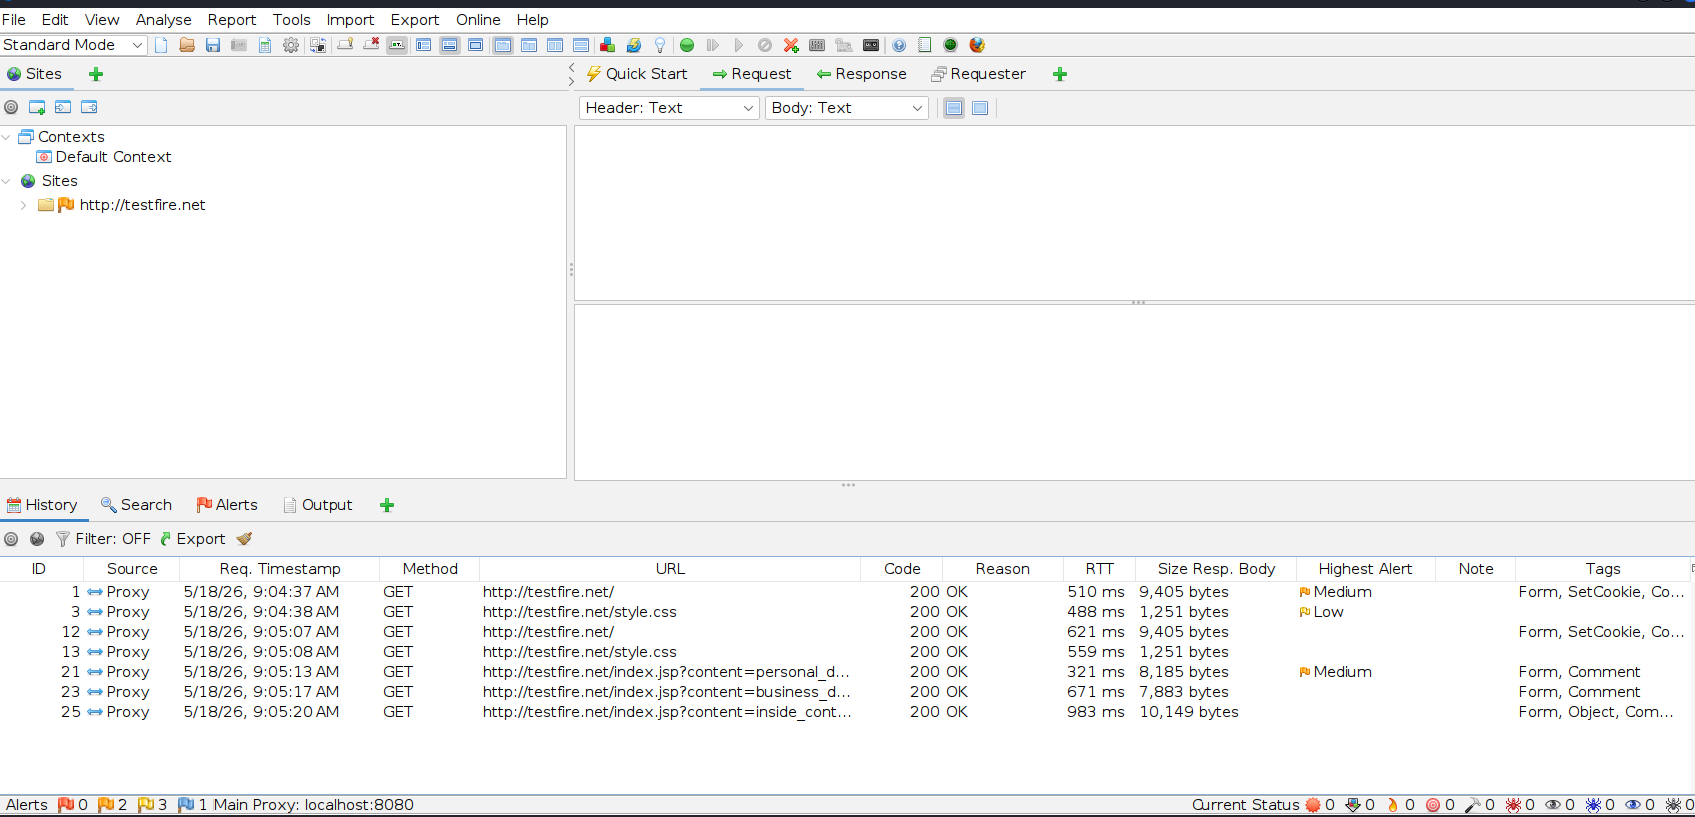 File Edit View Analyse Report Tools Import Export Online Help
Standard Mode
Sites
Quick Start Request Response Requester
Header: Text Body: Text
Contexts
Default Context
Sites
http://testfire.net
History Search Alerts Output
Filter: OFF Export
ID Source Req. Timestamp Method URL Code Reason RTT Size Resp. Body Highest Alert Note Tags
1 Proxy 5/18/26, 9:04:37 AM GET http://testfire.net/ 200 OK 510 ms 9,405 bytes Medium Form, SetCookie, Co...
3 Proxy 5/18/26, 9:04:38 AM GET http://testfire.net/style.css 200 OK 488 ms 1,251 bytes Low
12 Proxy 5/18/26, 9:05:07 AM GET http://testfire.net/ 200 OK 621 ms 9,405 bytes Form, SetCookie, Co...
13 Proxy 5/18/26, 9:05:08 AM GET http://testfire.net/style.css 200 OK 559 ms 1,251 bytes
21 Proxy 5/18/26, 9:05:13 AM GET http://testfire.net/index.jsp?content=personal_d... 200 OK 321 ms 8,185 bytes Medium Form, Comment
23 Proxy 5/18/26, 9:05:17 AM GET http://testfire.net/index.jsp?content=business_d... 200 OK 671 ms 7,883 bytes Form, Comment
25 Proxy 5/18/26, 9:05:20 AM GET http://testfire.net/index.jsp?content=inside_cont... 200 OK 983 ms 10,149 bytes Form, Object, Com...
Alerts 0 2 3 1 Main Proxy: localhost:8080 Current Status 0 0 0 0 0 0 0 0 0 0